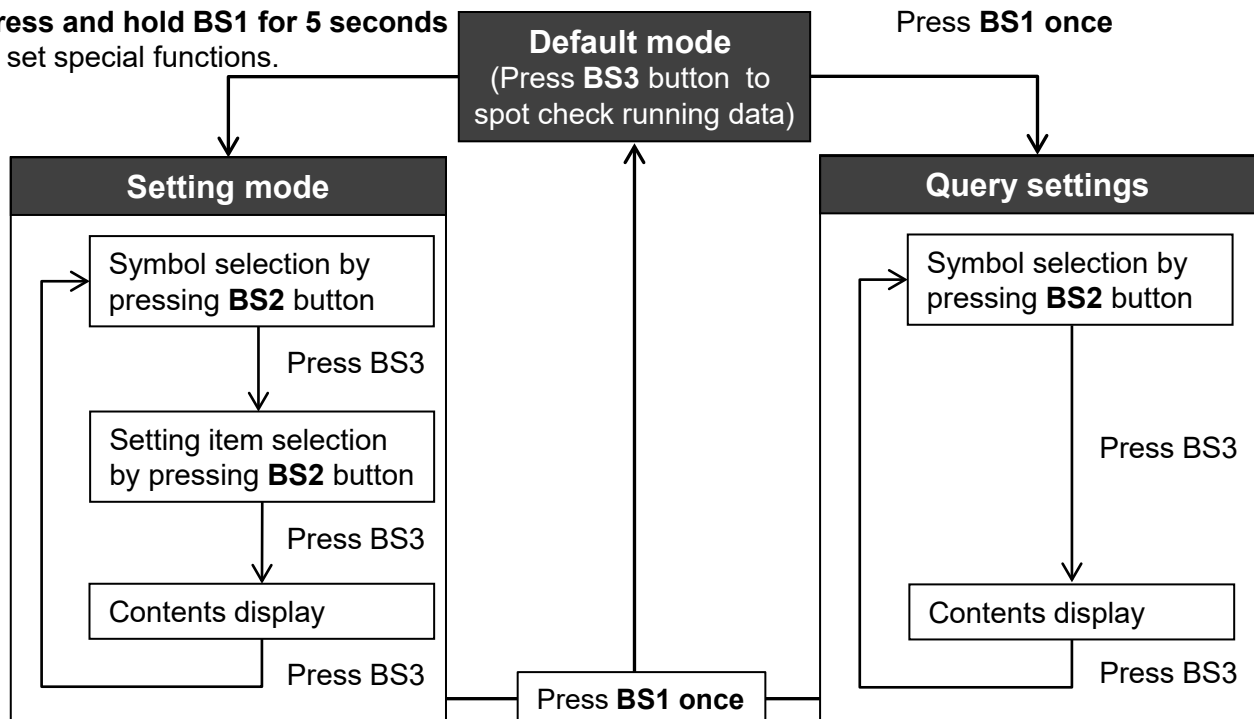 ress and hold BS1 for 5 seconds
set special functions.
Default mode
(Press BS3 button to
spot check running data)
Press BS1 once
Setting mode
Symbol selection by
pressing BS2 button
Press BS3
Setting item selection
by pressing BS2 button
Press BS3
Contents display
Press BS3
Press BS1 once
Query settings
Symbol selection by
pressing BS2 button
Press BS3
Contents display
Press BS3